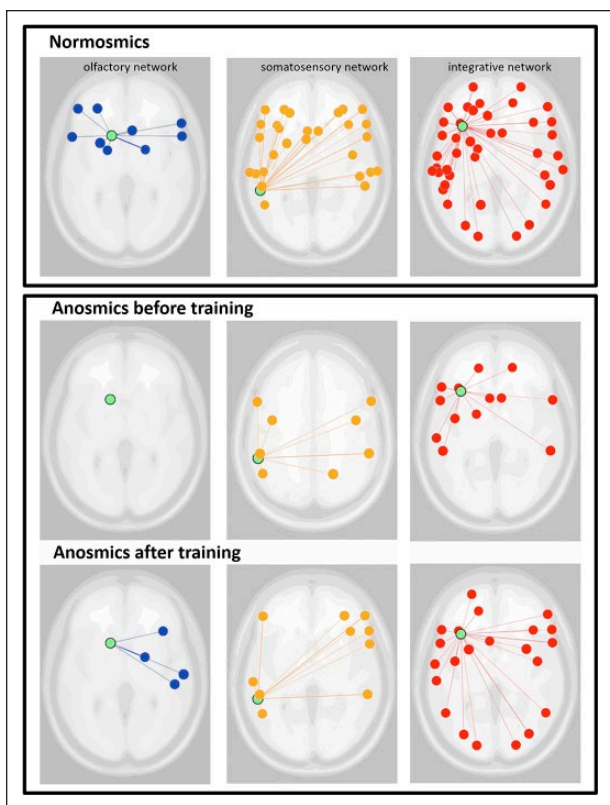 Normosmics
olfactory network
somatosensory network
integrative network
Anosmics before training
Anosmics after training